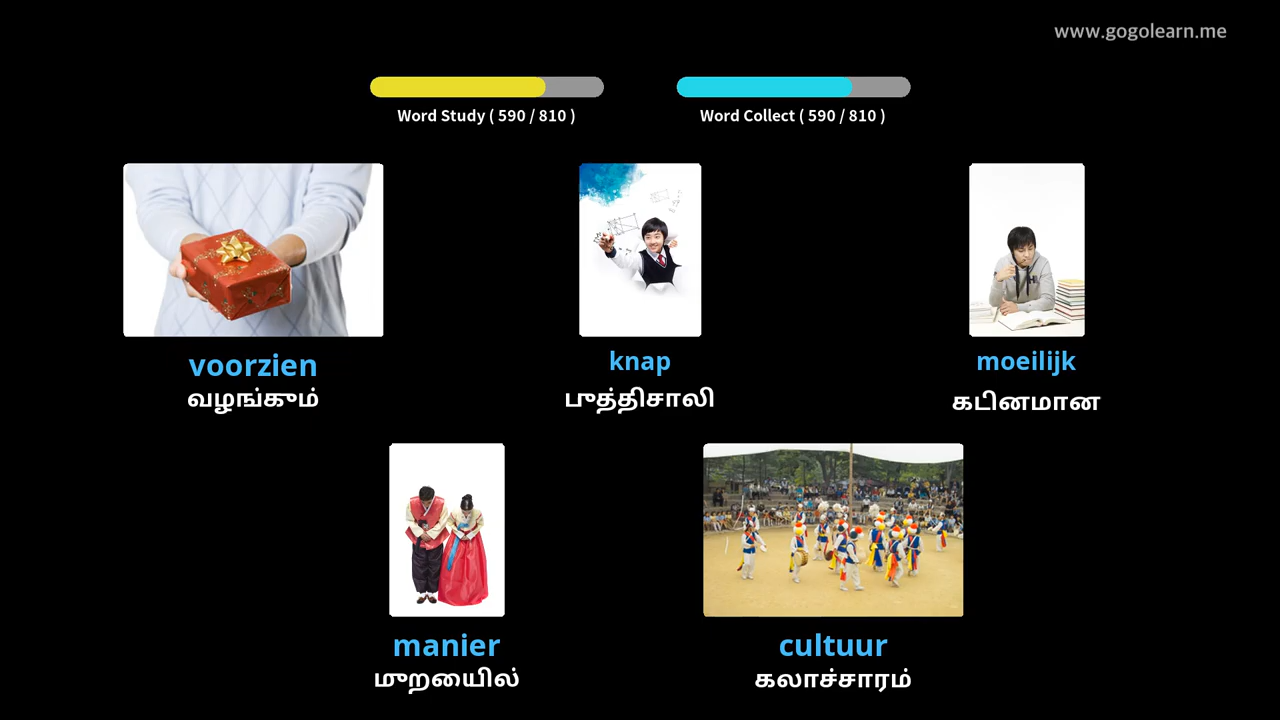 www.gogolearn.me
Word Study ( 590 / 810 )
Word Collect ( 590 / 810 )
voorzien
வழங்கும்
knap
புத்திசாலி
moeilijk
கடினமான
manier
முறையில்
cultuur
கலாச்சாரம்